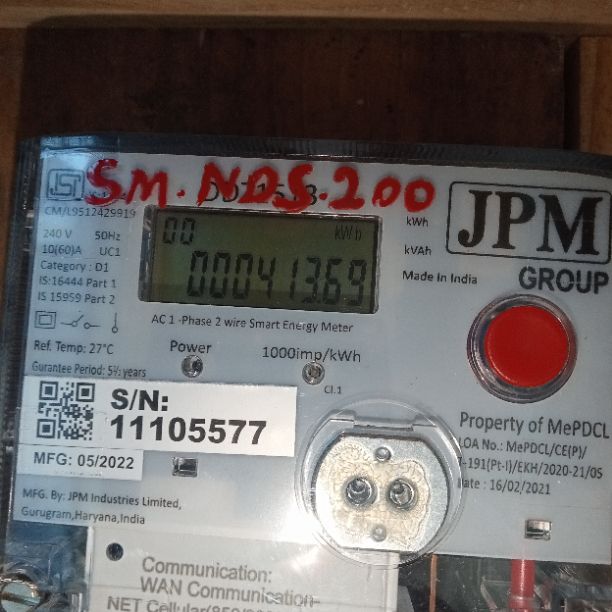 ISI
SM.NDS.200
CM/L9512429919
240 V 50Hz
10(60)A UC1
Category : D1
IS:16444 Part 1
IS 15959 Part 2
00 kWh
00041369
kWh
kVAh
JPM
GROUP
Made In India
AC 1 -Phase 2 wire Smart Energy Meter
Ref. Temp: 27°C
Gurantee Period: 5½ years
Power
1000imp/kWh
Cl.1
S/N:
11105577
MFG: 05/2022
MFG. By: JPM Industries Limited,
Gurugram,Haryana,India
Property of MePDCL
LOA No.: MePDCL/CE(P)/
-191(Pt-I)/EKH/2020-21/05
Date : 16/02/2021
Communication:
WAN Communication-
NET Cellular